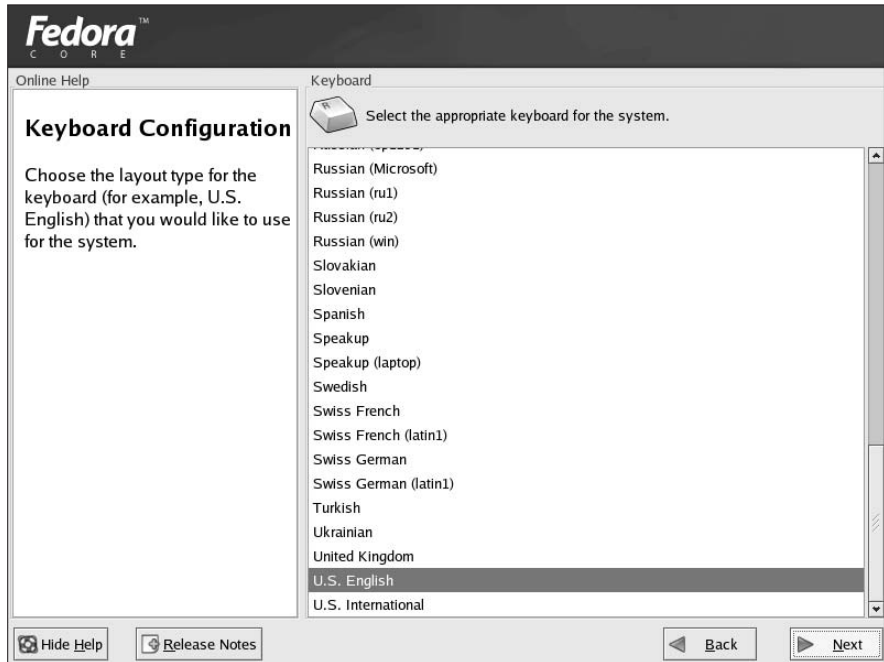 Fedora™
CORE
Online Help
Keyboard Configuration
Choose the layout type for the
keyboard (for example, U.S.
English) that you would like to use
for the system.
Keyboard
R
Select the appropriate keyboard for the system.
Russian (Microsoft)
Russian (ru1)
Russian (ru2)
Russian (win)
Slovakian
Slovenian
Spanish
Speakup
Speakup (laptop)
Swedish
Swiss French
Swiss French (latin1)
Swiss German
Swiss German (latin1)
Turkish
Ukrainian
United Kingdom
U.S. English
U.S. International
Hide Help
Release Notes
Back
Next